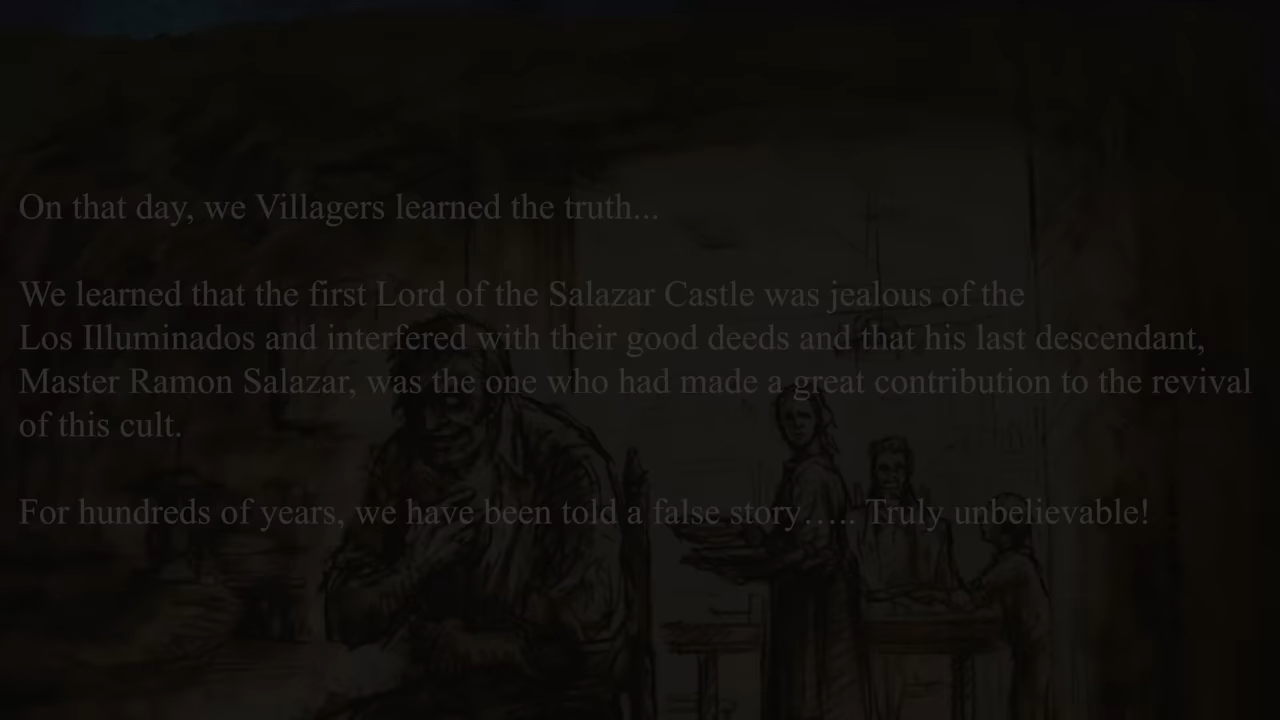 On that day, we Villagers learned the truth...
We learned that the first Lord of the Salazar Castle was jealous of the
Los Illuminados and interfered with their good deeds and that his last descendant,
Master Ramon Salazar, was the one who had made a great contribution to the revival
of this cult.
For hundreds of years, we have been told a false story..... Truly unbelievable!